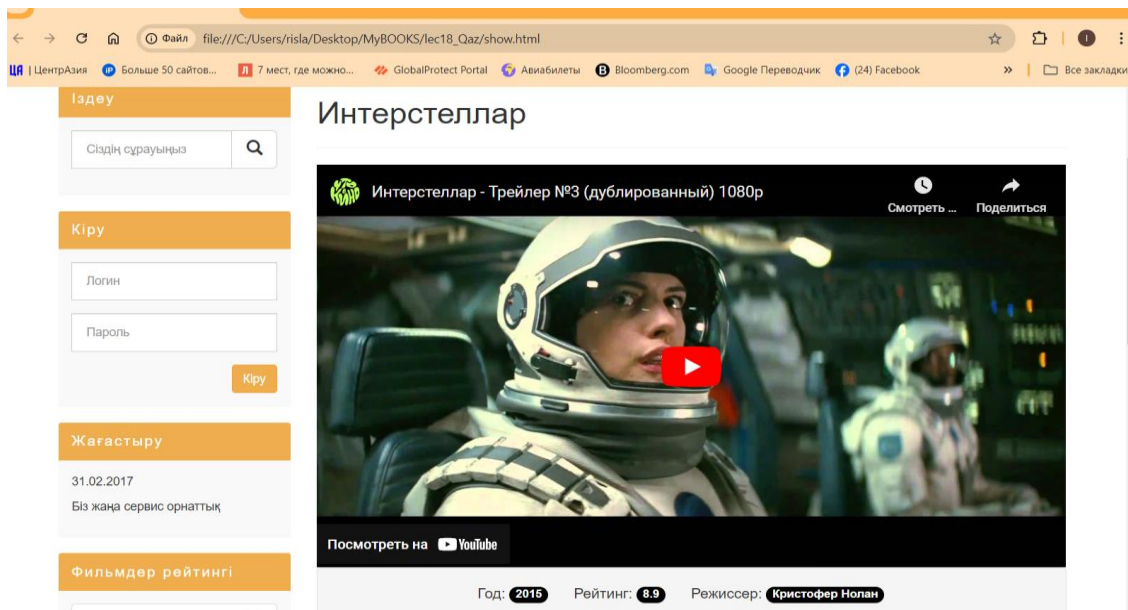 Файл file:///C:/Users/risla/Desktop/MyBOOKS/lec18_Qaz/show.html
ЦА | ЦентрАзия Больше 50 сайтов... 7 мест, где можно... GlobalProtect Portal Авиабилеты Bloomberg.com Google Переводчик (24) Facebook » Все закладки
Іздеу
Сіздің сұрауыңыз
Кіру
Логин
Пароль
Кіру
Жағастыру
31.02.2017
Біз жаңа сервис орнаттық
Фильмдер рейтингі
Интерстеллар
Интерстеллар - Трейлер №3 (дублированный) 1080p
Смотреть ... Поделиться
Посмотреть на YouTube
Год: 2015 Рейтинг: 8.9 Режиссер: Кристофер Нолан